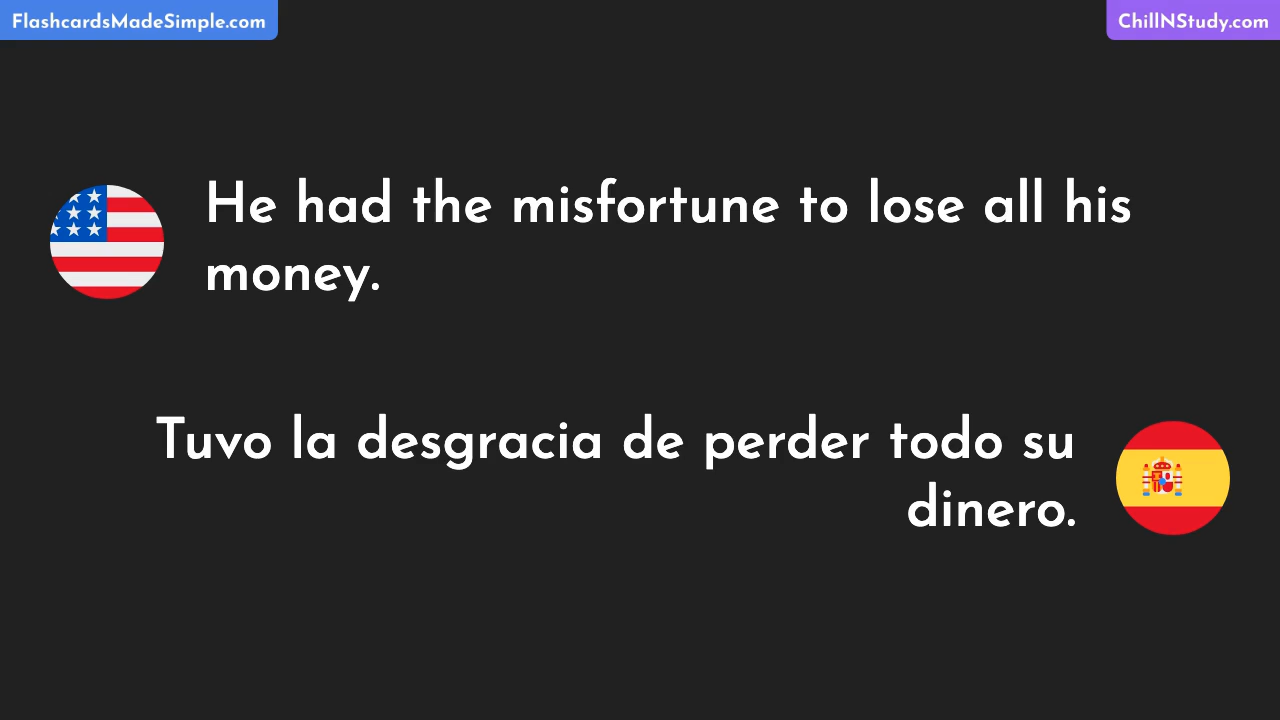 FlashcardsMadeSimple.com
ChillNStudy.com
He had the misfortune to lose all his
money.
Tuvo la desgracia de perder todo su
dinero.